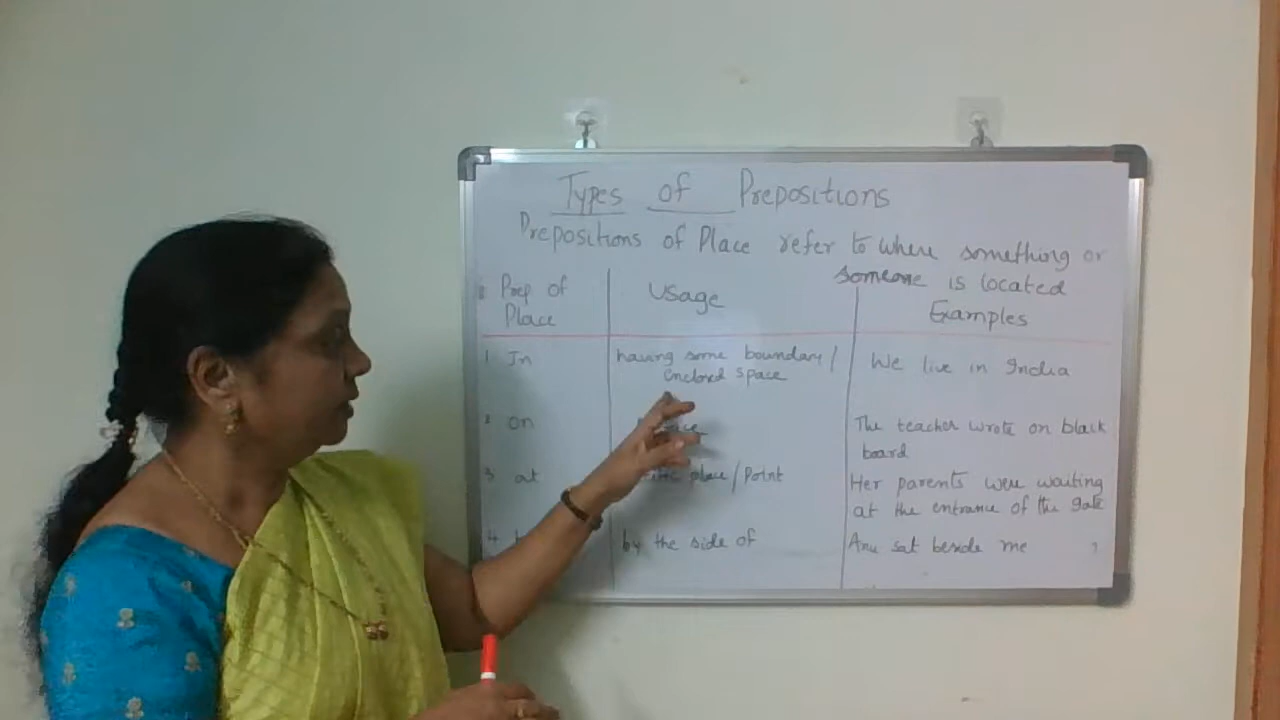 Types of Prepositions
Prepositions of Place refer to where something or
someone is located
Prep of
Place
Usage
Examples
1 In
having some boundary /
enclosed space
We live in India
2 on
The teacher wrote on black
board
3 at
place / Point
Her parents were waiting
at the entrance of the gate
4
by the side of
Anu sat beside me